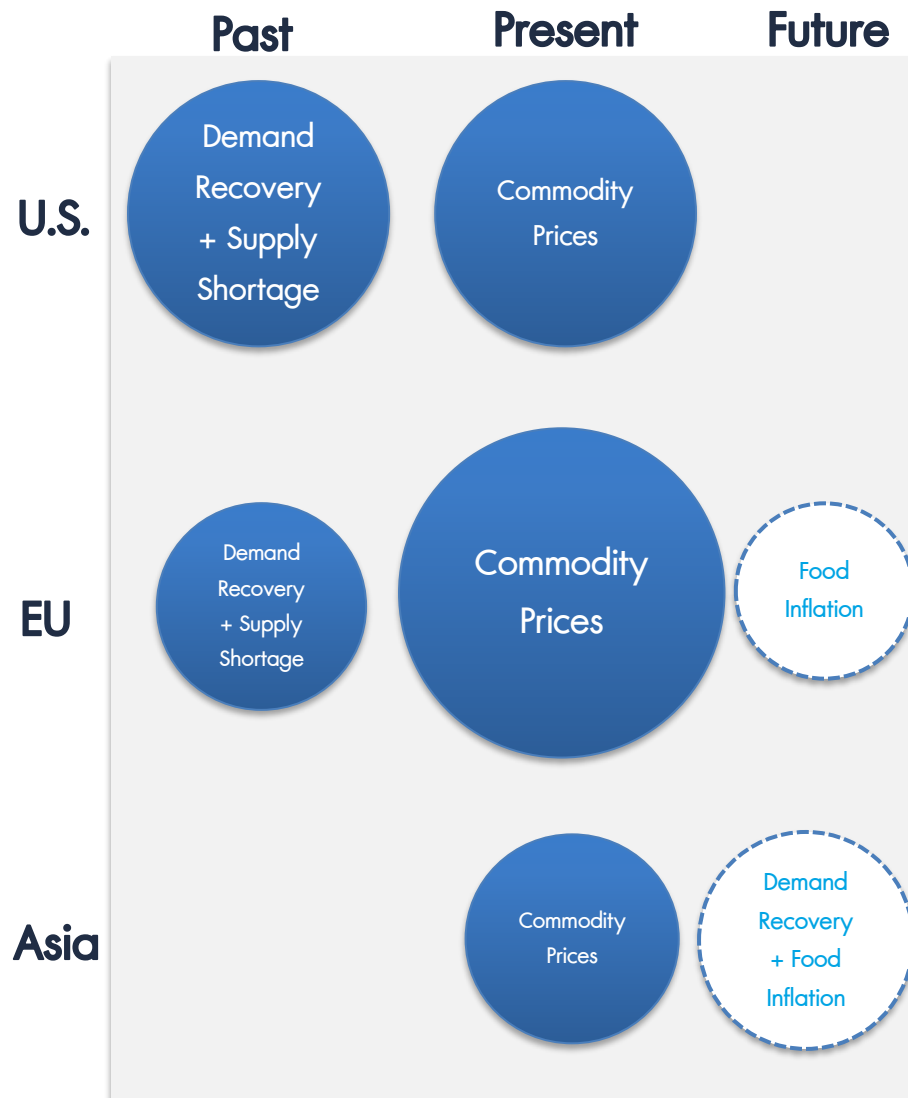 Past
Present
Future
U.S.
Demand
Recovery
+ Supply
Shortage
Commodity
Prices
EU
Demand
Recovery
+ Supply
Shortage
Commodity
Prices
Food
Inflation
Asia
Commodity
Prices
Demand
Recovery
+ Food
Inflation